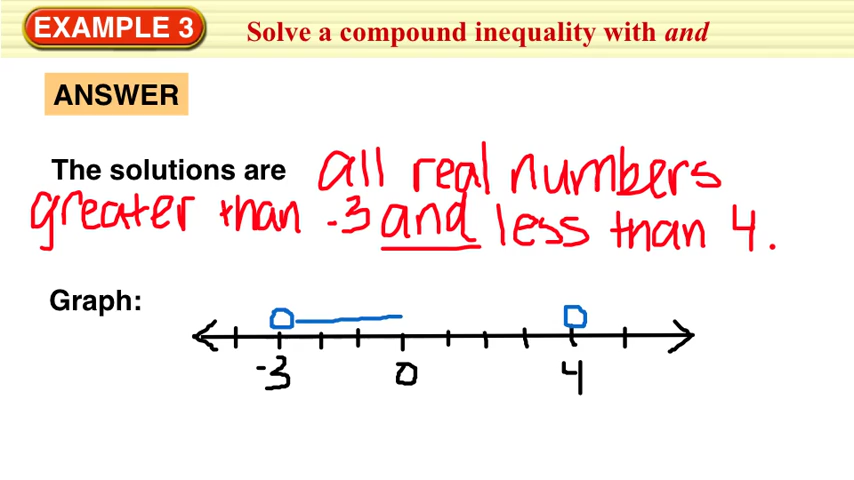 EXAMPLE 3 Solve a compound inequality with and
ANSWER
The solutions are all real numbers
greater than -3 and less than 4.
Graph:
-3 0 4